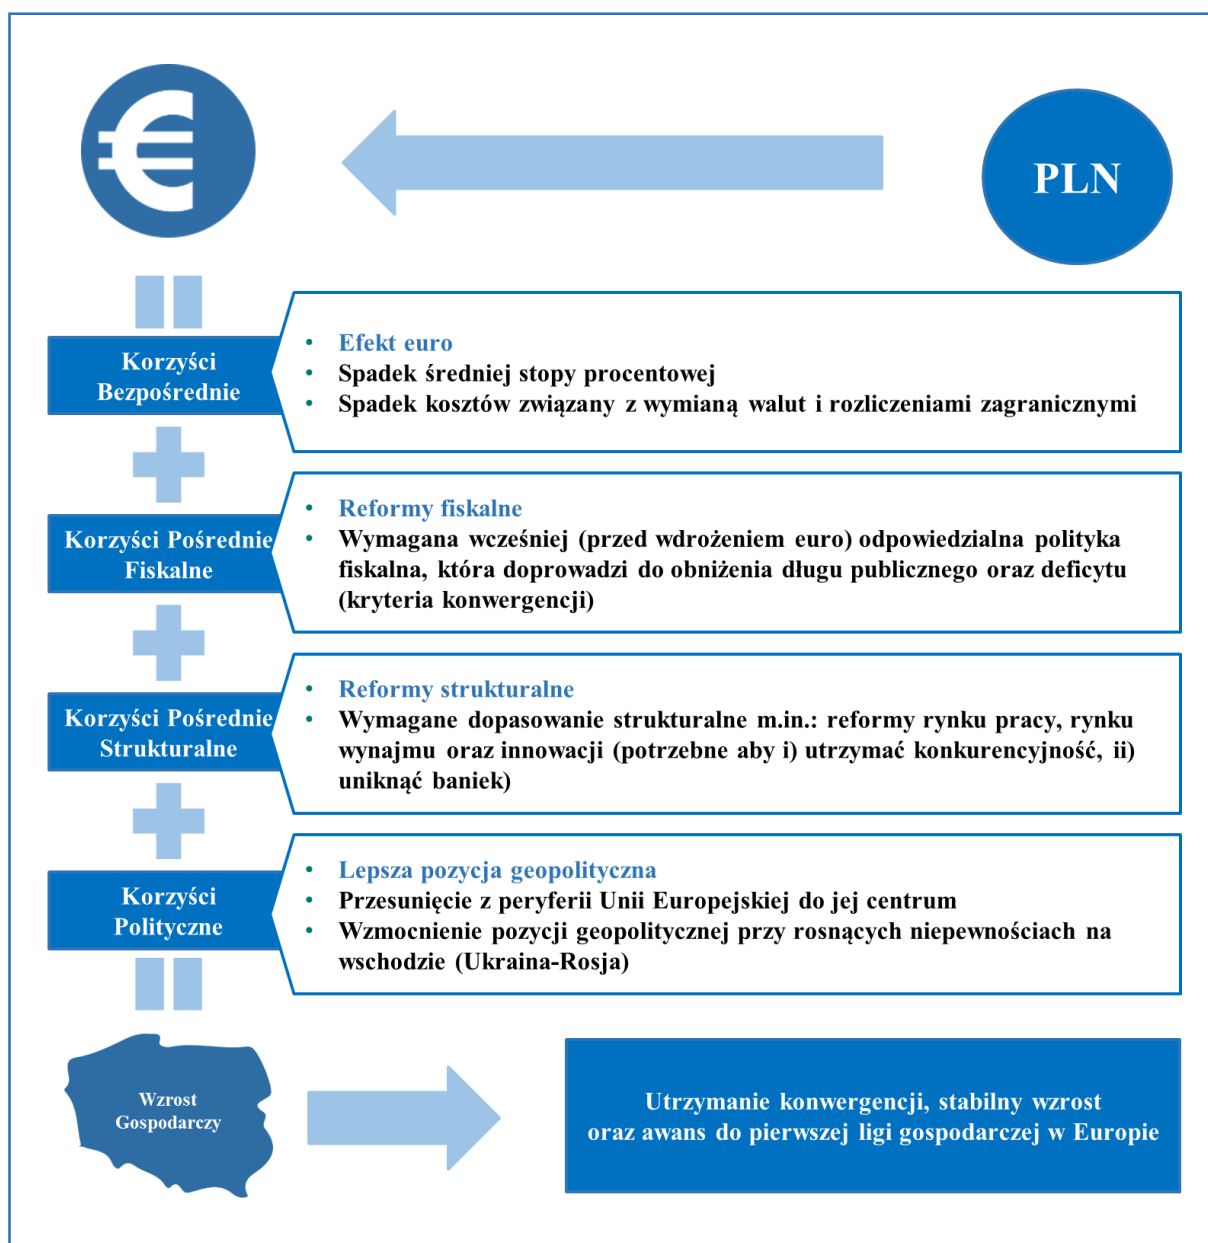 €
PLN
Korzyści
Bezpośrednie
• Efekt euro
• Spadek średniej stopy procentowej
• Spadek kosztów związany z wymianą walut i rozliczeniami zagranicznymi
Korzyści Pośrednie
Fiskalne
• Reformy fiskalne
• Wymagana wcześniej (przed wdrożeniem euro) odpowiedzialna polityka
fiskalna, która doprowadzi do obniżenia długu publicznego oraz deficytu
(kryteria konwergencji)
Korzyści Pośrednie
Strukturalne
• Reformy strukturalne
• Wymagane dopasowanie strukturalne m.in.: reformy rynku pracy, rynku
wynajmu oraz innowacji (potrzebne aby i) utrzymać konkurencyjność, ii)
uniknąć baniek)
Korzyści
Polityczne
• Lepsza pozycja geopolityczna
• Przesunięcie z peryferii Unii Europejskiej do jej centrum
• Wzmocnienie pozycji geopolitycznej przy rosnących niepewnościach na
wschodzie (Ukraina-Rosja)
Wzrost
Gospodarczy
Utrzymanie konwergencji, stabilny wzrost
oraz awans do pierwszej ligi gospodarczej w Europie